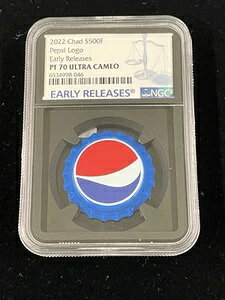 2022 Chad S500F
Pepsi Logo
Early Releases
PF 70 ULTRA CAMEO
6534998-046
EARLY RELEASES
NGC